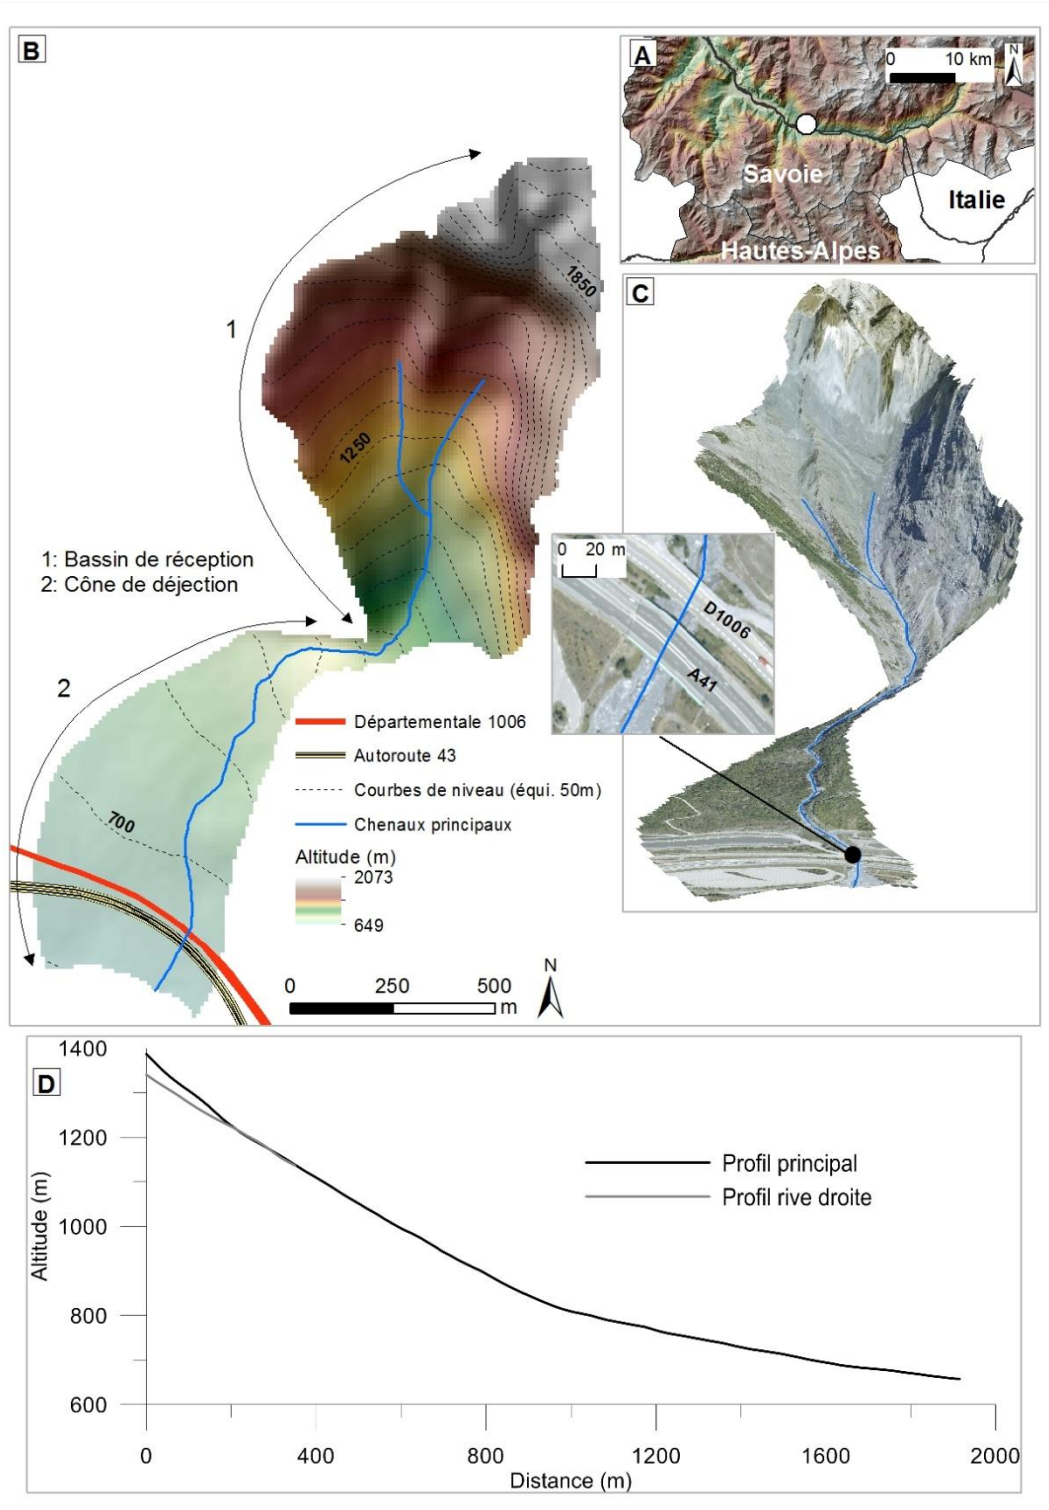 B
A
0 10 km
N
Savoie
Italie
Hautes-Alpes
C
1850
1
1250
1: Bassin de réception
2: Cône de déjection
0 20 m
D1006
A41
2
Départementale 1006
Autoroute 43
Courbes de niveau (équi. 50m)
Chenaux principaux
700
Altitude (m)
2073
649
0 250 500
m
N
D
1400
1200
1000
800
600
Altitude (m)
Profil principal
Profil rive droite
0 400 800 1200 1600 2000
Distance (m)